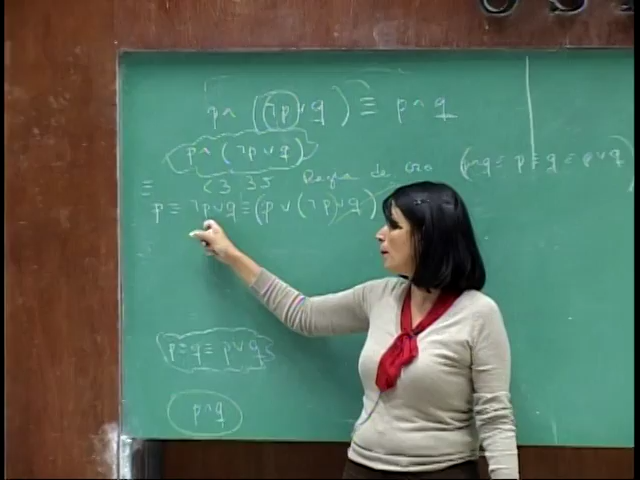 p ∧ (¬p ∨ q) ≡ p ∧ q
p ∧ (¬p ∨ q)
≡ (3.35 Regla de oro (p∧q ≡ p ≡ q ≡ p∨q)
p ≡ ¬p∨q ≡ (p ∨ (¬p) ∨ q)
p ≡ q ≡ p∨q
p∧q